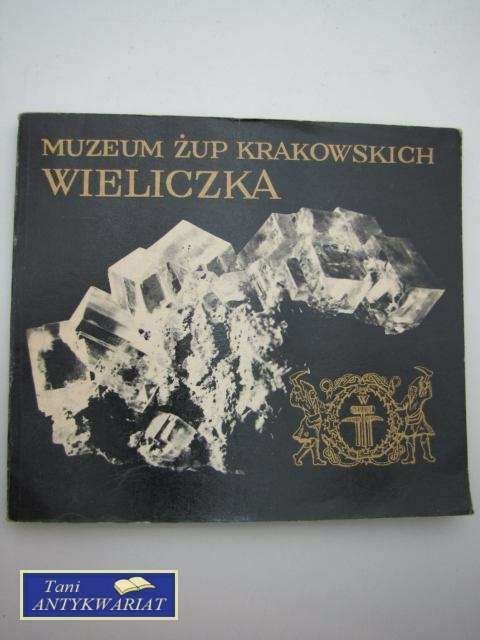 MUZEUM ŻUP KRAKOWSKICH
WIELICZKA
Tani
ANTYKWARIAT